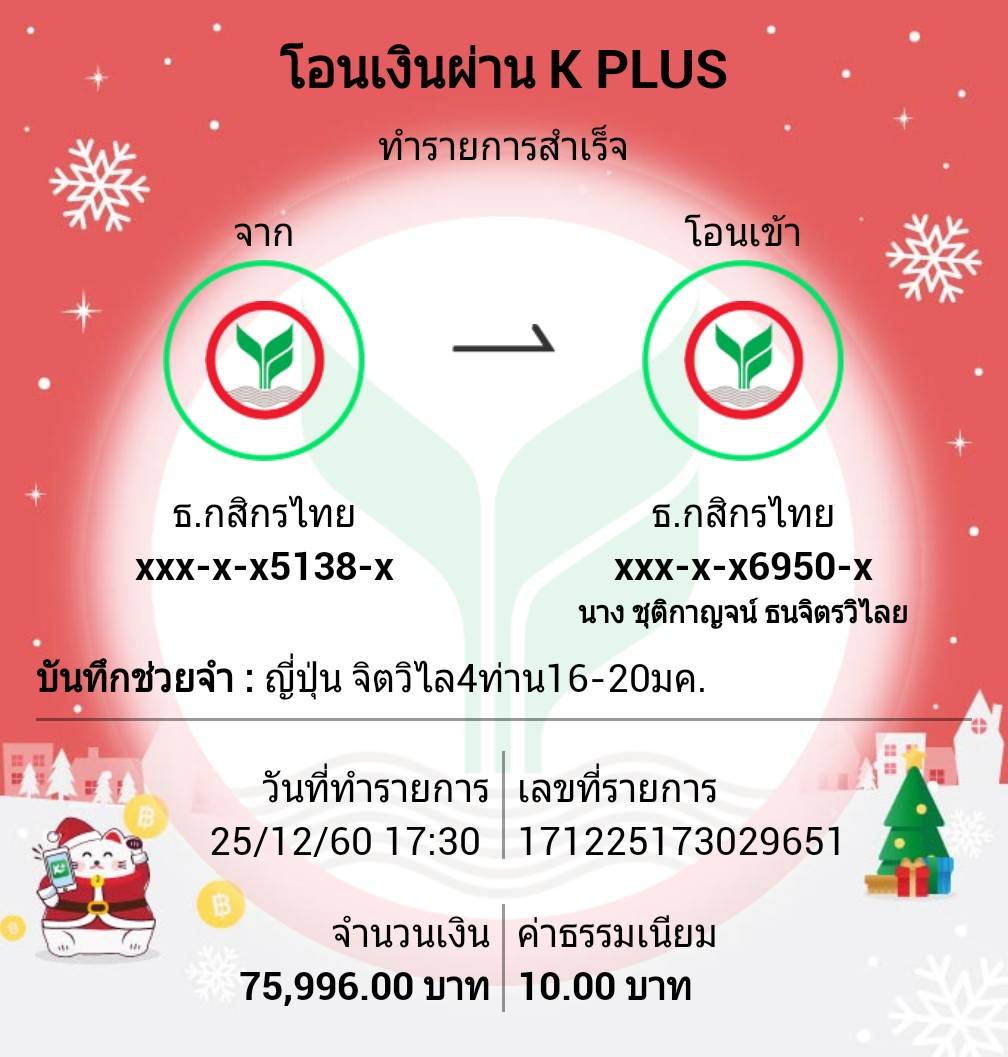 โอนเงินผ่าน K PLUS
ทำรายการสำเร็จ
จาก
โอนเข้า
ธ.กสิกรไทย
xxx-x-x5138-x
ธ.กสิกรไทย
xxx-x-x6950-x
นาง ชุติกาญจน์ ธนจิตรวิไลย
บันทึกช่วยจำ : ญี่ปุ่น จิตวิไล4ท่าน16-20มค.
วันที่ทำรายการ
25/12/60 17:30
เลขที่รายการ
171225173029651
จำนวนเงิน
75,996.00 บาท
ค่าธรรมเนียม
10.00 บาท
K+
฿
฿
฿